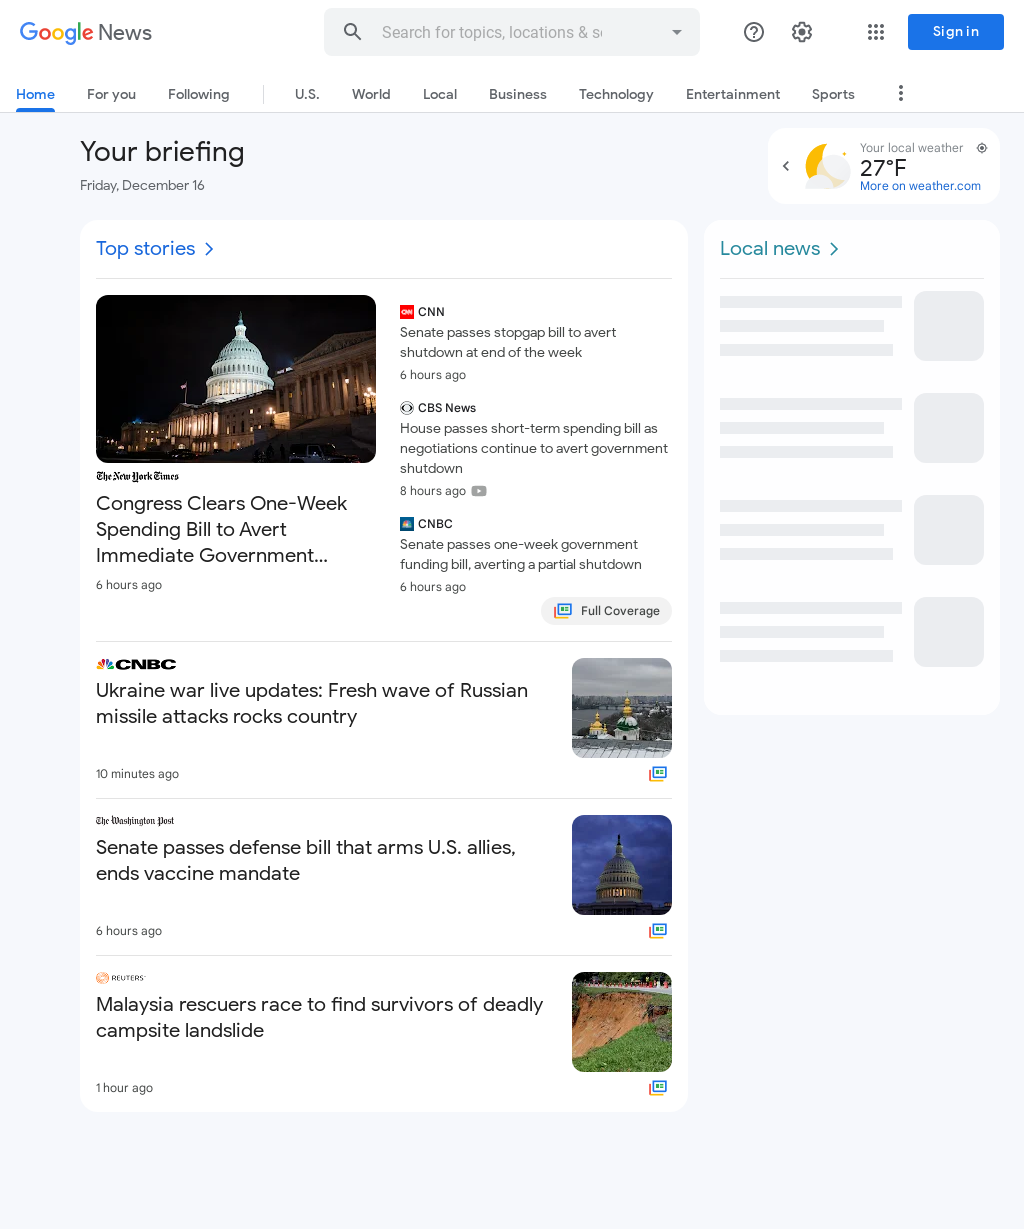 Google News
Search for topics, locations & s
Sign in
Home
For you
Following
U.S.
World
Local
Business
Technology
Entertainment
Sports
Your briefing
Friday, December 16
Your local weather
27°F
More on weather.com
Top stories
The New York Times
Congress Clears One-Week
Spending Bill to Avert
Immediate Government...
6 hours ago
CNN
Senate passes stopgap bill to avert
shutdown at end of the week
6 hours ago
CBS News
House passes short-term spending bill as
negotiations continue to avert government
shutdown
8 hours ago
CNBC
Senate passes one-week government
funding bill, averting a partial shutdown
6 hours ago
Full Coverage
CNBC
Ukraine war live updates: Fresh wave of Russian
missile attacks rocks country
10 minutes ago
The Washington Post
Senate passes defense bill that arms U.S. allies,
ends vaccine mandate
6 hours ago
REUTERS
Malaysia rescuers race to find survivors of deadly
campsite landslide
1 hour ago
Local news